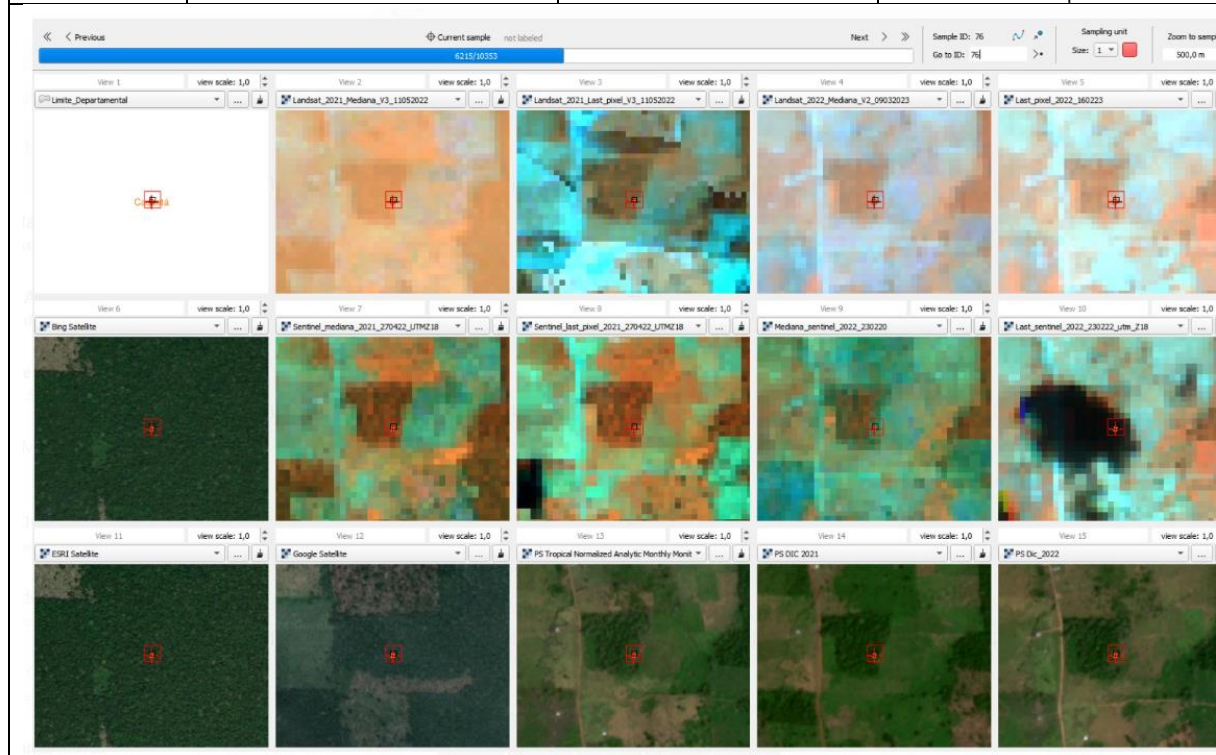 Previous Current sample not labeled Next Sample ID: 76 Sampling unit
6215/10353 Go to ID: 76 Size: 1 500,0 m
View 1 view scale: 1,0 View 2 view scale: 1,0 View 3 view scale: 1,0 View 4 view scale: 1,0 View 5 view scale: 1,0
Limite_Departamental ... Landsat_2021_Mediana_V3_11052022 ... Landsat_2021_Last_pixel_V3_11052022 ... Landsat_2022_Mediana_V2_09032023 ... Last_pixel_2022_160223 ...
View 6 view scale: 1,0 View 7 view scale: 1,0 View 8 view scale: 1,0 View 9 view scale: 1,0 View 10 view scale: 1,0
Bing Satellite ... Sentinel_mediana_2021_270422_UTMZ18 ... Sentinel_last_pixel_2021_270422_UTMZ18 ... Mediana_sentinel_2022_230220 ... Last_sentinel_2022_230222_utm_Z18 ...
View 11 view scale: 1,0 View 12 view scale: 1,0 View 13 view scale: 1,0 View 14 view scale: 1,0 View 15 view scale: 1,0
ESRI Satellite ... Google Satellite ... PS Tropical Normalized Analytic Monthly Monit ... PS DIC 2021 ... PS Dic_2022 ...